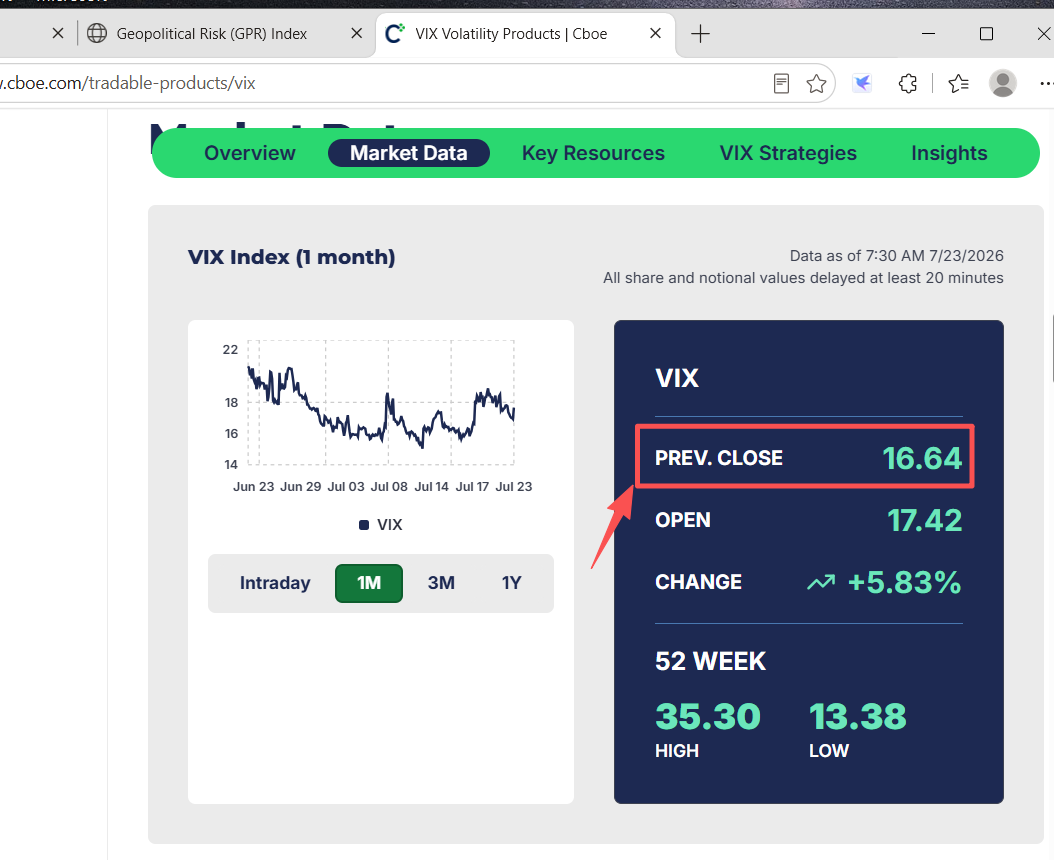 Geopolitical Risk (GPR) Index
VIX Volatility Products | Cboe
.cboe.com/tradable-products/vix
Overview
Market Data
Key Resources
VIX Strategies
Insights
VIX Index (1 month)
Data as of 7:30 AM 7/23/2026
All share and notional values delayed at least 20 minutes
22
18
16
14
Jun 23 Jun 29 Jul 03 Jul 08 Jul 14 Jul 17 Jul 23
VIX
Intraday 1M 3M 1Y
VIX
PREV. CLOSE 16.64
OPEN 17.42
CHANGE +5.83%
52 WEEK
35.30 13.38
HIGH LOW